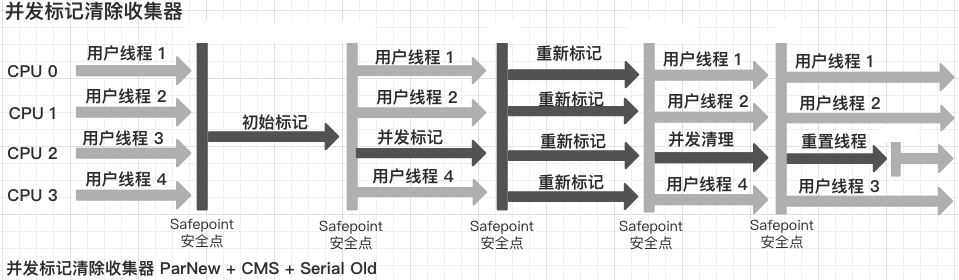 并发标记清除收集器
CPU 0 用户线程 1 用户线程 1 重新标记 用户线程 1 用户线程 1
CPU 1 用户线程 2 初始标记 用户线程 2 重新标记 用户线程 2 用户线程 2
CPU 2 用户线程 3 并发标记 重新标记 并发清理 重置线程
CPU 3 用户线程 4 用户线程 4 重新标记 用户线程 4 用户线程 3
Safepoint Safepoint Safepoint Safepoint Safepoint
安全点 安全点 安全点 安全点 安全点
并发标记清除收集器 ParNew + CMS + Serial Old